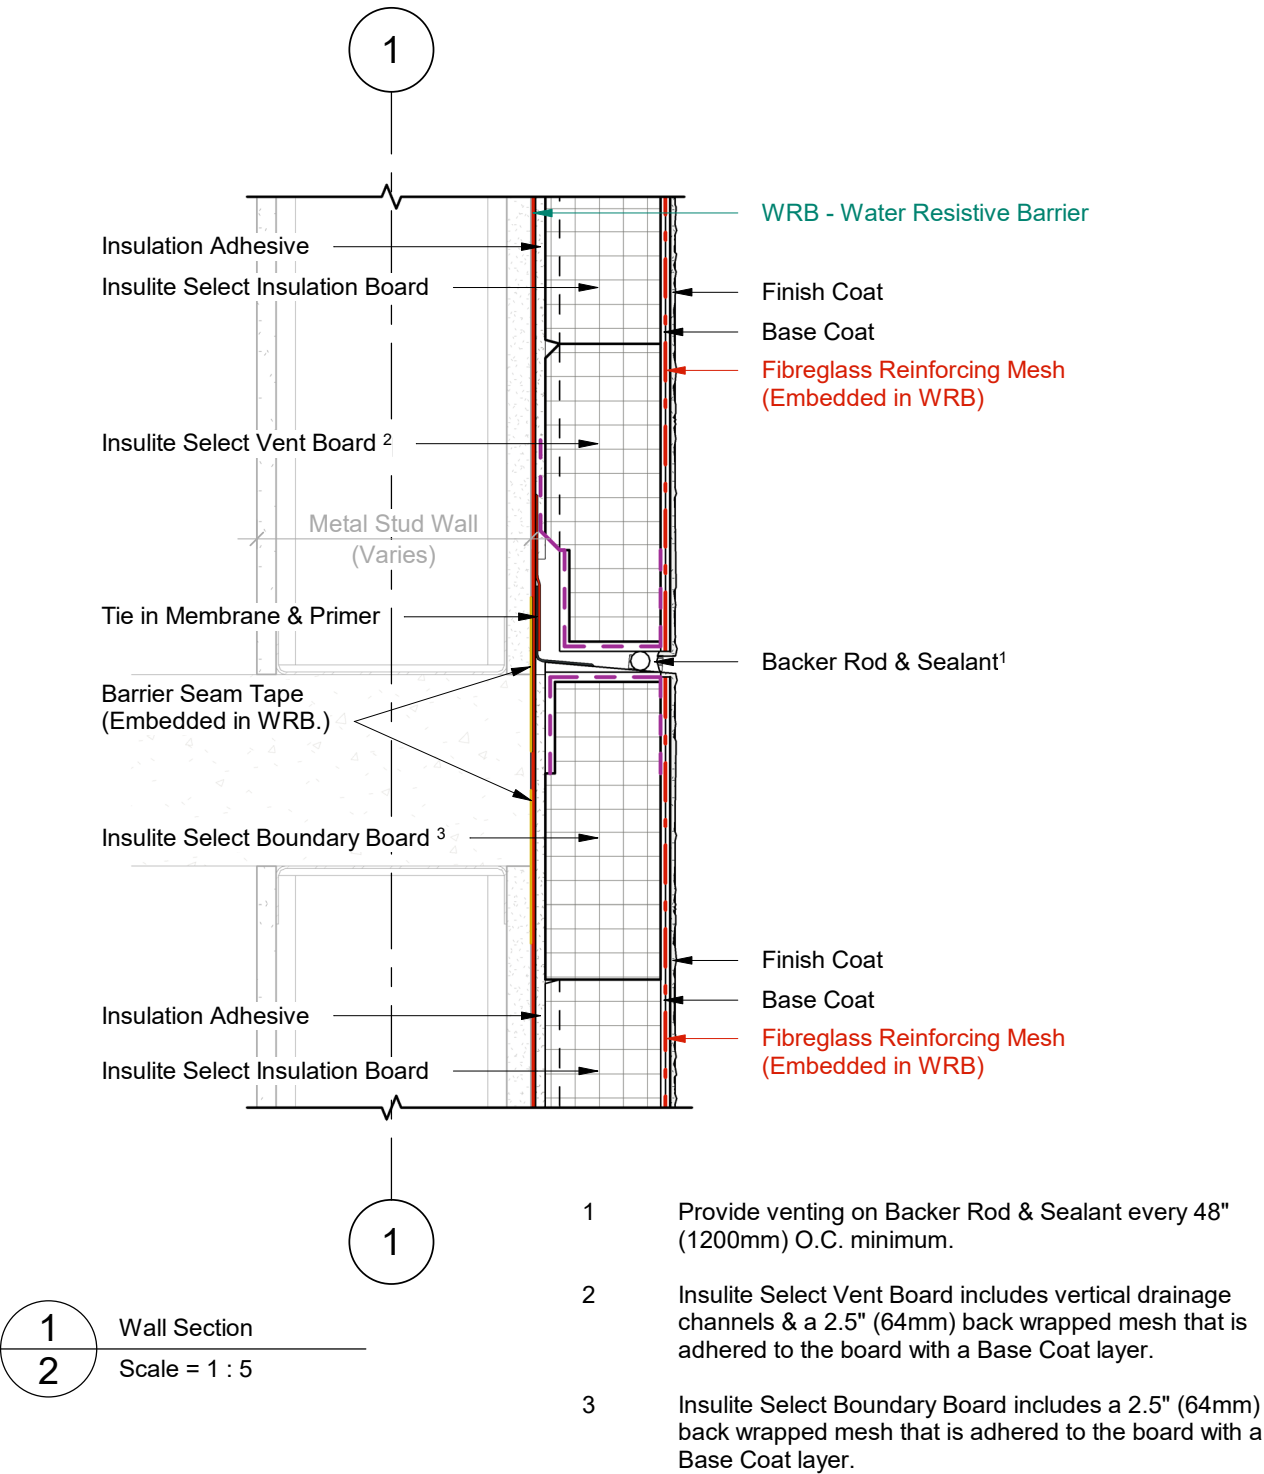 1
WRB - Water Resistive Barrier
Insulation Adhesive
Insulite Select Insulation Board
Finish Coat
Base Coat
Fibreglass Reinforcing Mesh
(Embedded in WRB)
Insulite Select Vent Board 2
Metal Stud Wall
(Varies)
Tie in Membrane & Primer
Backer Rod & Sealant1
Barrier Seam Tape
(Embedded in WRB.)
Insulite Select Boundary Board 3
Finish Coat
Base Coat
Insulation Adhesive
Fibreglass Reinforcing Mesh
(Embedded in WRB)
Insulite Select Insulation Board
1
1 Provide venting on Backer Rod & Sealant every 48"
(1200mm) O.C. minimum.
2 Insulite Select Vent Board includes vertical drainage
channels & a 2.5" (64mm) back wrapped mesh that is
adhered to the board with a Base Coat layer.
3 Insulite Select Boundary Board includes a 2.5" (64mm)
back wrapped mesh that is adhered to the board with a
Base Coat layer.
1 Wall Section
2 Scale = 1 : 5